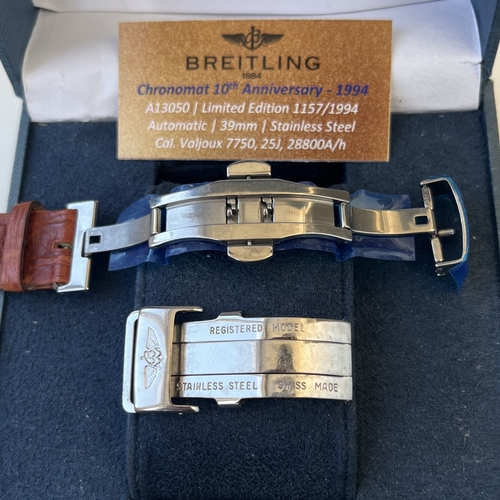 BREITLING
1884
Chronomat 10th Anniversary - 1994
A13050 | Limited Edition 1157/1994
Automatic | 39mm | Stainless Steel
Cal. Valjoux 7750, 25J, 28800A/h
REGISTERED MODEL
STAINLESS STEEL SWISS MADE